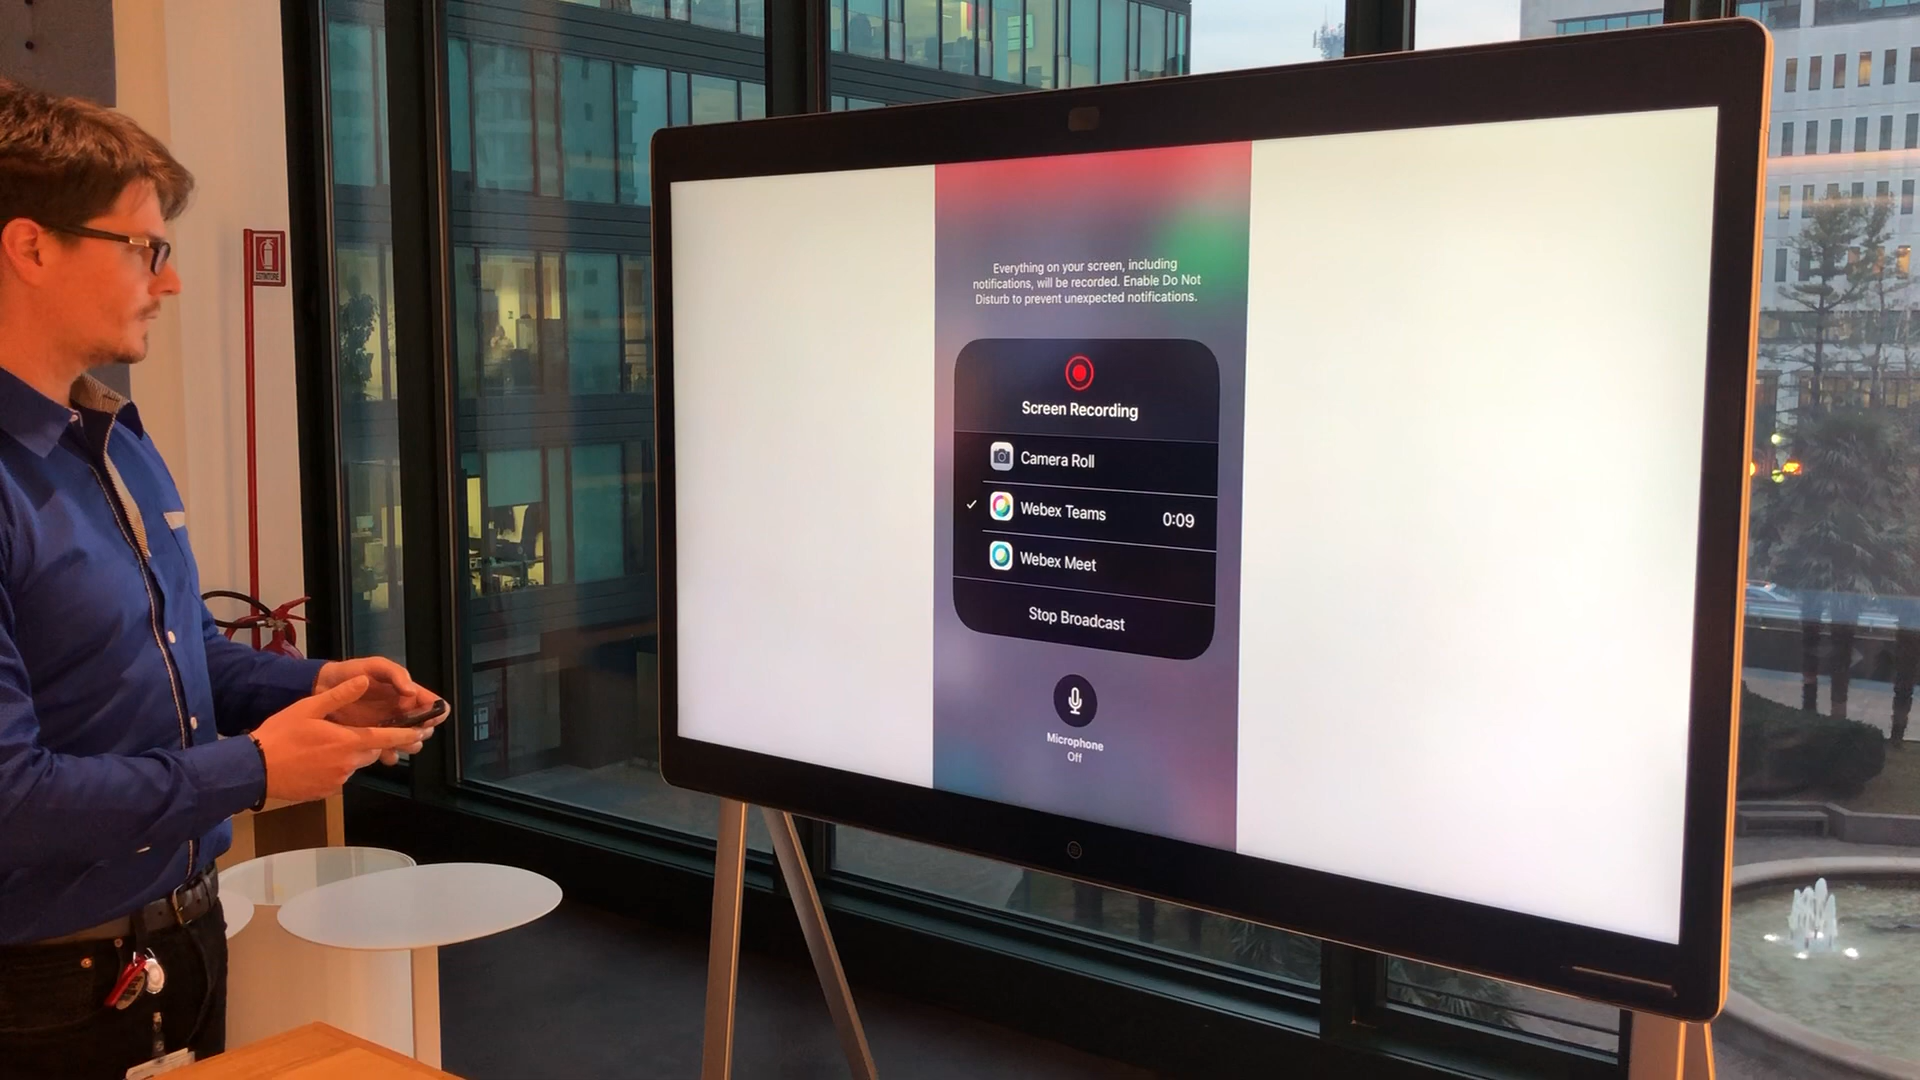 ESTINTORE
Everything on your screen, including
notifications, will be recorded. Enable Do Not
Disturb to prevent unexpected notifications.
Screen Recording
Camera Roll
Webex Teams 0:09
Webex Meet
Stop Broadcast
Microphone
Off